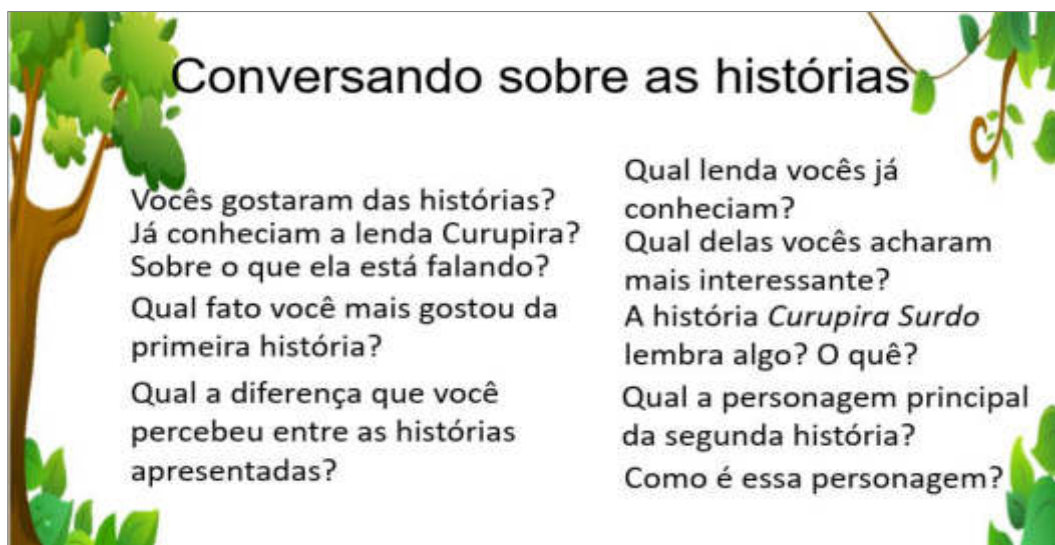 Conversando sobre as histórias
Vocês gostaram das histórias?
Já conheciam a lenda Curupira?
Sobre o que ela está falando?
Qual fato você mais gostou da
primeira história?
Qual a diferença que você
percebeu entre as histórias
apresentadas?
Qual lenda vocês já
conheciam?
Qual delas vocês acharam
mais interessante?
A história Curupira Surdo
lembra algo? O quê?
Qual a personagem principal
da segunda história?
Como é essa personagem?